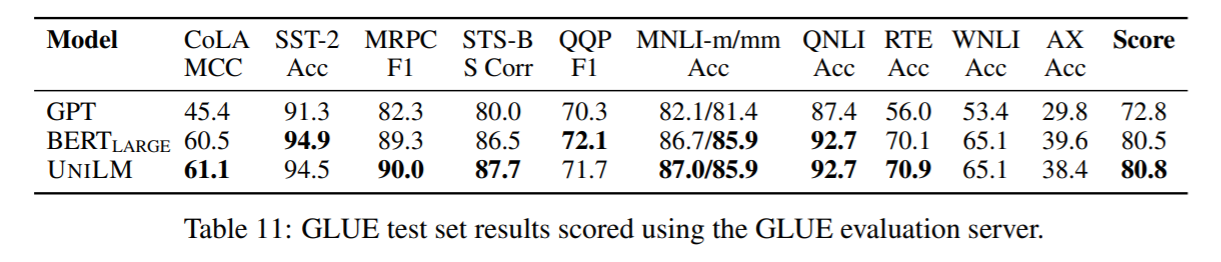 Model CoLA SST-2 MRPC STS-B QQP MNLI-m/mm QNLI RTE WNLI AX Score
MCC Acc F1 S Corr F1 Acc Acc Acc Acc Acc
GPT 45.4 91.3 82.3 80.0 70.3 82.1/81.4 87.4 56.0 53.4 29.8 72.8
BERTLARGE 60.5 94.9 89.3 86.5 72.1 86.7/85.9 92.7 70.1 65.1 39.6 80.5
UNILM 61.1 94.5 90.0 87.7 71.7 87.0/85.9 92.7 70.9 65.1 38.4 80.8
Table 11: GLUE test set results scored using the GLUE evaluation server.